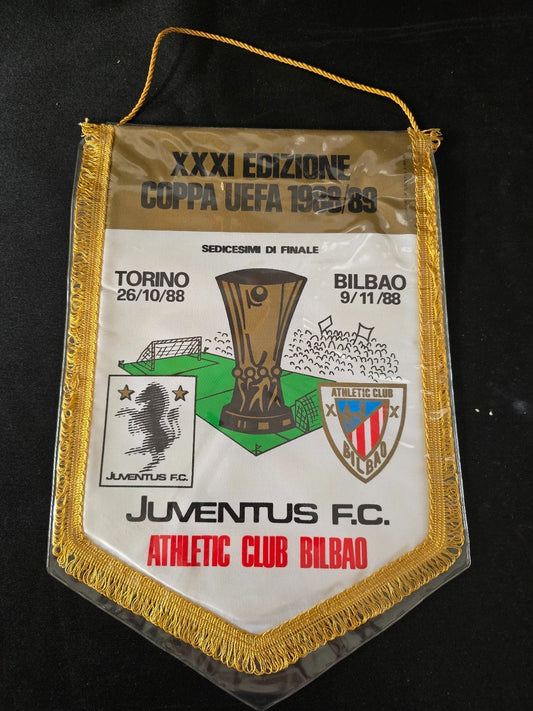 XXXI EDIZIONE
COPPA UEFA 1988/89
SEDICESIMI DI FINALE
TORINO
26/10/88
BILBAO
9/11/88
JUVENTUS F.C.
ATHLETIC CLUB
BILBAO
JUVENTUS F.C.
ATHLETIC CLUB BILBAO